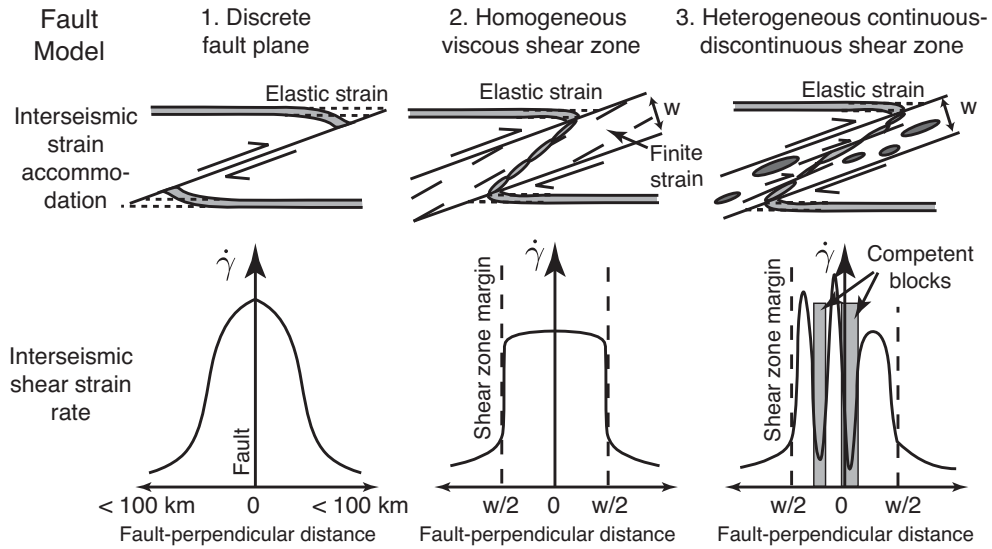 Fault
Model
1. Discrete
fault plane
2. Homogeneous
viscous shear zone
3. Heterogeneous continuous-
discontinuous shear zone
Interseismic
strain
accommo-
dation
Elastic strain
Elastic strain
w
Finite
strain
Elastic strain
w
Interseismic
shear strain
rate
γ̇
Fault
< 100 km
0
< 100 km
Fault-perpendicular distance
γ̇
Shear zone margin
w/2
0
w/2
Fault-perpendicular distance
γ̇
Competent
blocks
Shear zone margin
w/2
0
w/2
Fault-perpendicular distance